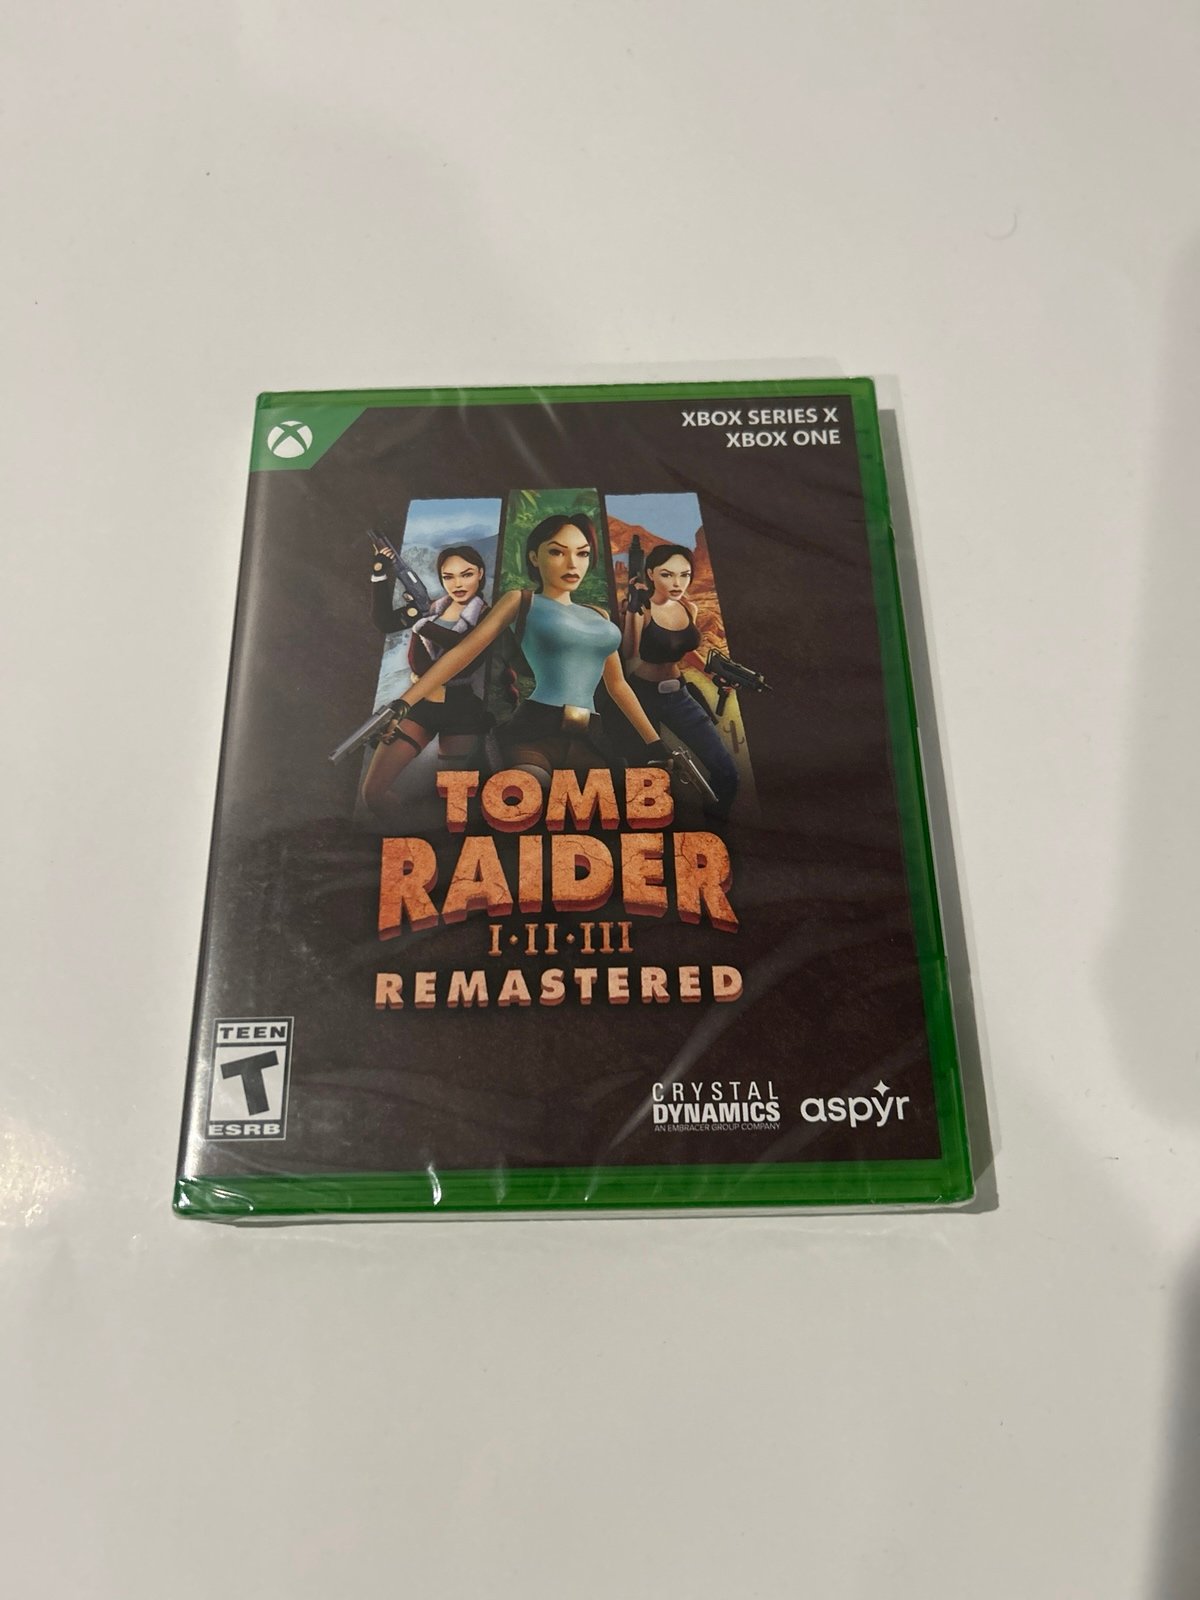 XBOX SERIES X
XBOX ONE
TOMB
RAIDER
I•II•III
REMASTERED
TEEN
T
ESRB
CRYSTAL
DYNAMICS
AN EMBRACER GROUP COMPANY
aspyr